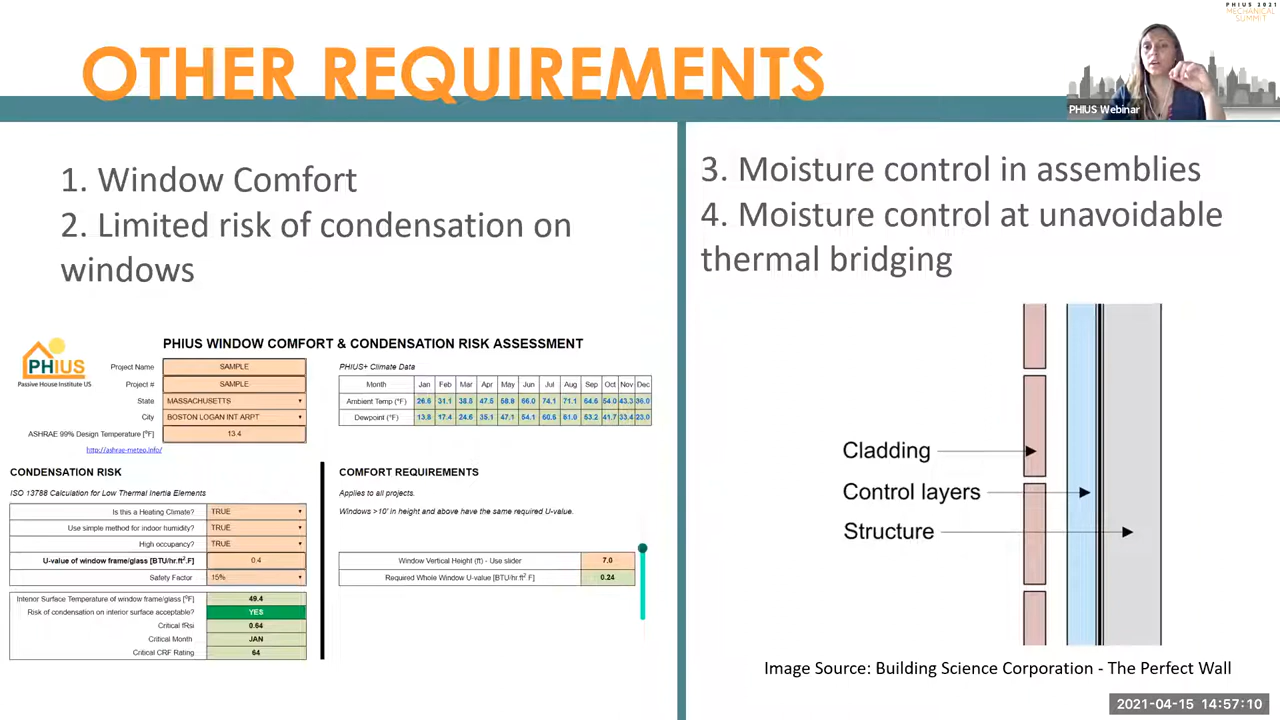 PHIUS 2021
MECHANICAL
SUMMIT
OTHER REQUIREMENTS
PHIUS Webinar
1. Window Comfort
2. Limited risk of condensation on
windows
3. Moisture control in assemblies
4. Moisture control at unavoidable
thermal bridging
PHIUS
Passive House Institute US
PHIUS WINDOW COMFORT & CONDENSATION RISK ASSESSMENT
Project Name SAMPLE
Project # SAMPLE
State MASSACHUSETTS
City BOSTON LOGAN INT ARPT
ASHRAE 99% Design Temperature [°F] 13.4
http://ashrae-meteo.info/
PHIUS+ Climate Data
Month Jan Feb Mar Apr May Jun Jul Aug Sep Oct Nov Dec
Ambient Temp (°F) 26.6 31.1 38.5 47.5 58.8 66.0 74.1 71.1 64.6 54.0 43.3 36.0
Dewpoint (°F) 13.8 17.4 24.6 35.1 47.1 54.1 60.6 61.0 53.2 41.7 33.4 23.0
CONDENSATION RISK
ISO 13788 Calculation for Low Thermal Inertia Elements
Is this a Heating Climate? TRUE
Use simple method for indoor humidity? TRUE
High occupancy? TRUE
U-value of window frame/glass [BTU/hr.ft².F] 0.4
Safety Factor 15%
Interior Surface Temperature of window frame/glass [°F] 49.4
Risk of condensation on interior surface acceptable? YES
Critical fRsi 0.64
Critical Month JAN
Critical CRF Rating 64
COMFORT REQUIREMENTS
Applies to all projects.
Windows >10' in height and above have the same required U-value.
Window Vertical Height (ft) - Use slider 7.0
Required Whole Window U-value [BTU/hr.ft² F] 0.24
Cladding
Control layers
Structure
Image Source: Building Science Corporation - The Perfect Wall
2021-04-15 14:57:10